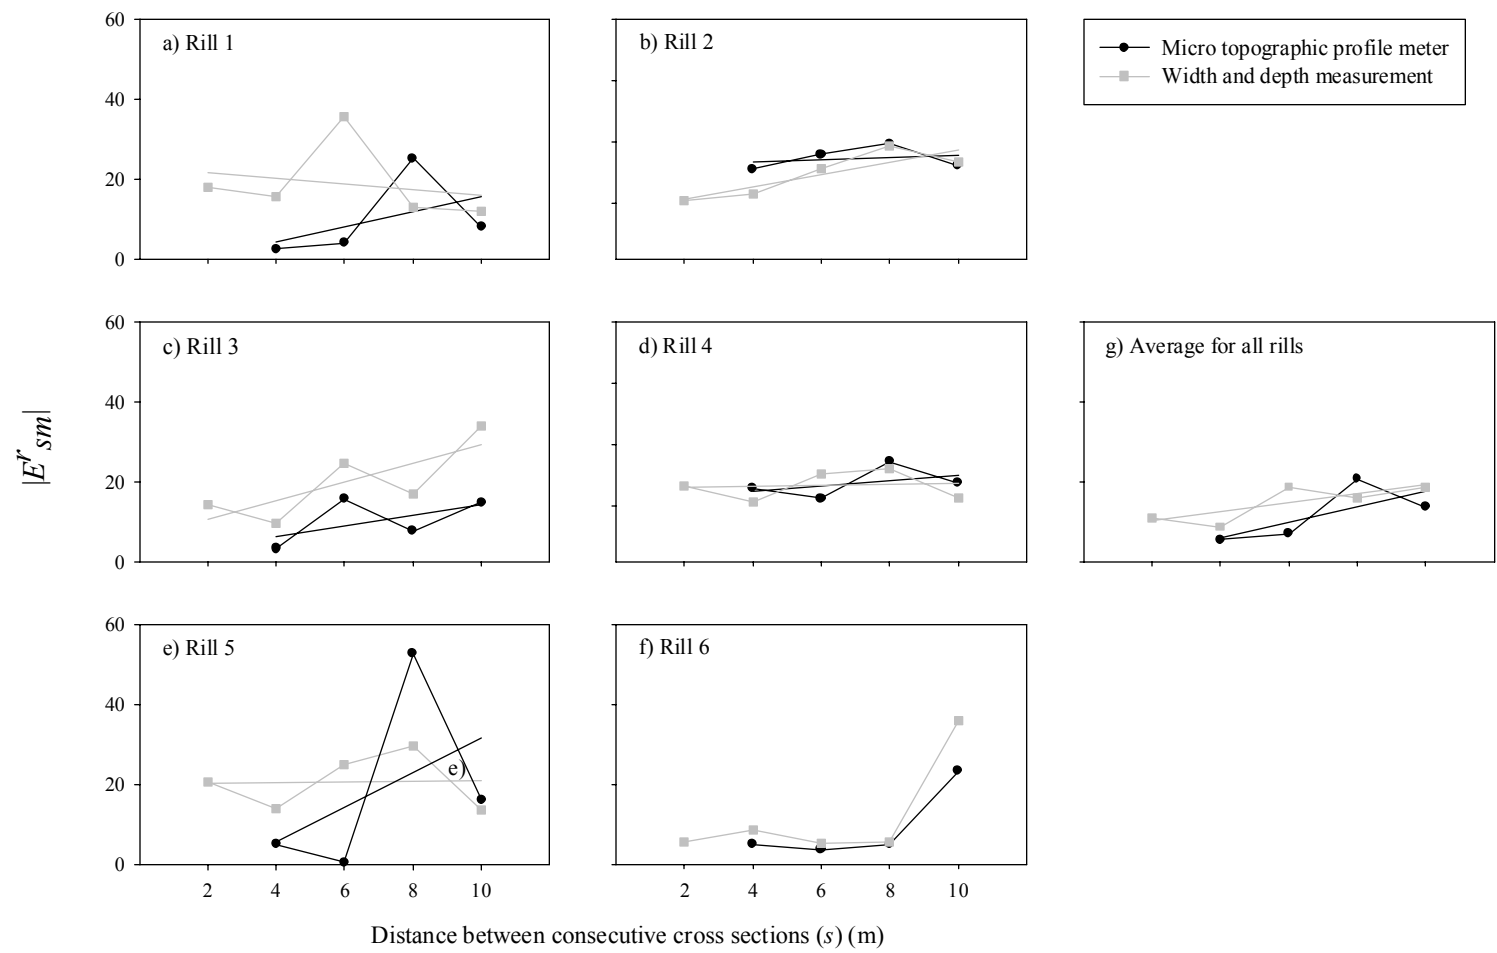 a) Rill 1
b) Rill 2
Micro topographic profile meter
Width and depth measurement
60
40
20
0
c) Rill 3
d) Rill 4
g) Average for all rills
60
40
20
0
|E^r_sm|
e) Rill 5
f) Rill 6
60
40
20
0
e)
2 4 6 8 10
2 4 6 8 10
Distance between consecutive cross sections (s) (m)